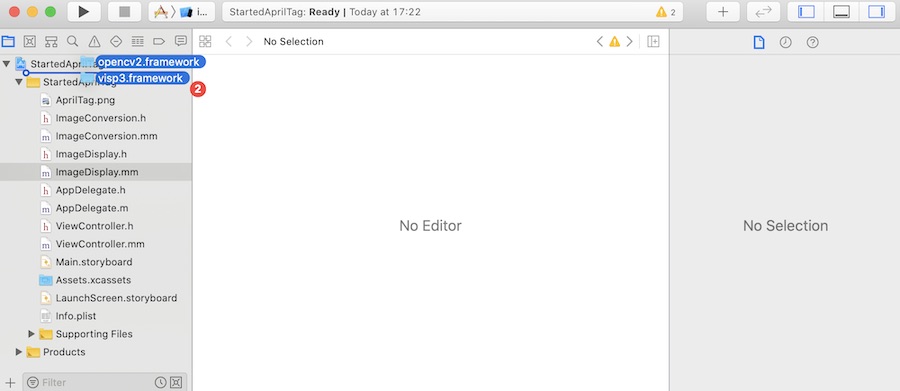 i...
StartedAprilTag: Ready | Today at 17:22
2
No Selection
StartedAprilTag
opencv2.framework
visp3.framework
2
StartedAprilTag
AprilTag.png
h ImageConversion.h
m ImageConversion.mm
h ImageDisplay.h
m ImageDisplay.mm
h AppDelegate.h
m AppDelegate.m
h ViewController.h
m ViewController.mm
Main.storyboard
Assets.xcassets
LaunchScreen.storyboard
Info.plist
Supporting Files
Products
Filter
No Editor
No Selection